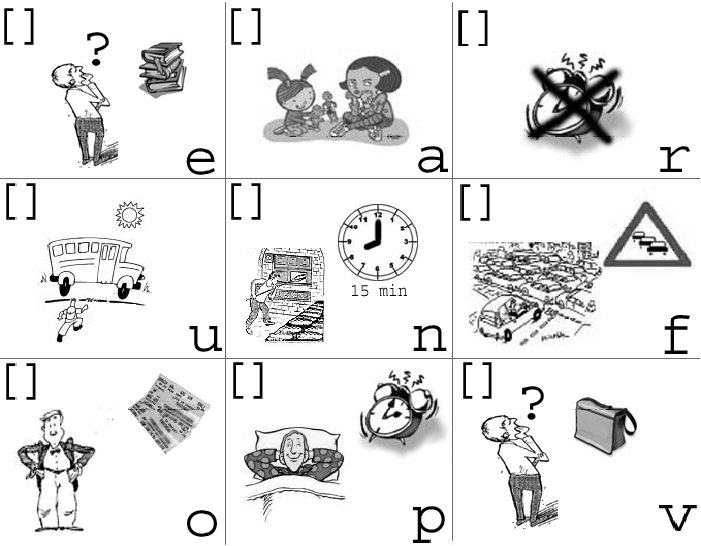 [] ? e
[] a
[] r
[] u
[] 15 min n
[] f
[] o
[] p
[] ? v